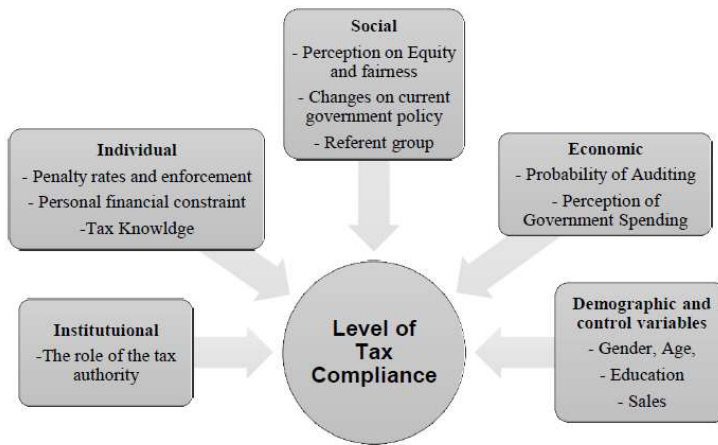 Social
- Perception on Equity
and fairness
- Changes on current
government policy
- Referent group
Individual
- Penalty rates and enforcement
- Personal financial constraint
-Tax Knowldge
Economic
- Probability of Auditing
- Perception of
Government Spending
Institutuional
-The role of the tax
authority
Level of
Tax
Compliance
Demographic and
control variables
- Gender, Age,
- Education
- Sales